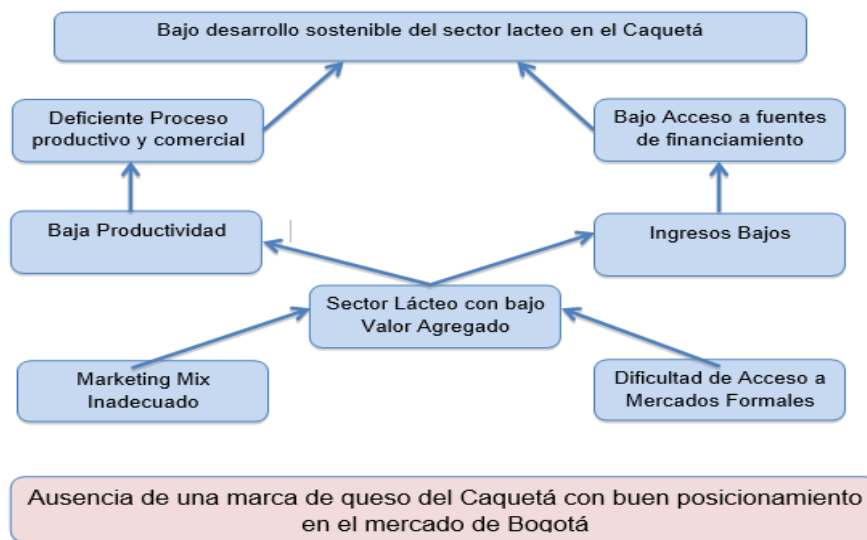 Bajo desarrollo sostenible del sector lacteo en el Caquetá
Deficiente Proceso
productivo y comercial
Bajo Acceso a fuentes
de financiamiento
Baja Productividad
Ingresos Bajos
Sector Lácteo con bajo
Valor Agregado
Marketing Mix
Inadecuado
Dificultad de Acceso a
Mercados Formales
Ausencia de una marca de queso del Caquetá con buen posicionamiento
en el mercado de Bogotá